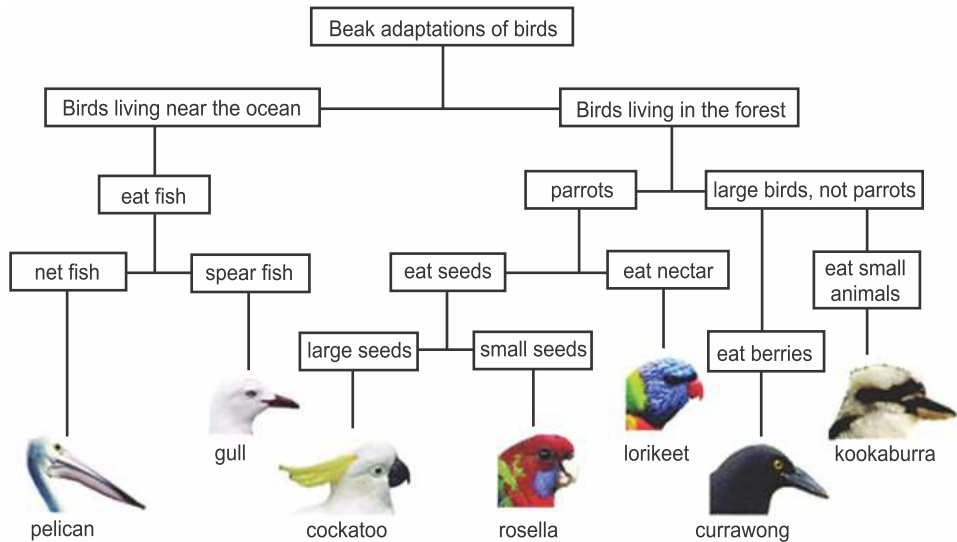 Beak adaptations of birds
Birds living near the ocean
Birds living in the forest
eat fish
parrots
large birds, not parrots
net fish
spear fish
eat seeds
eat nectar
eat small
animals
large seeds
small seeds
eat berries
gull
lorikeet
kookaburra
pelican
cockatoo
rosella
currawong